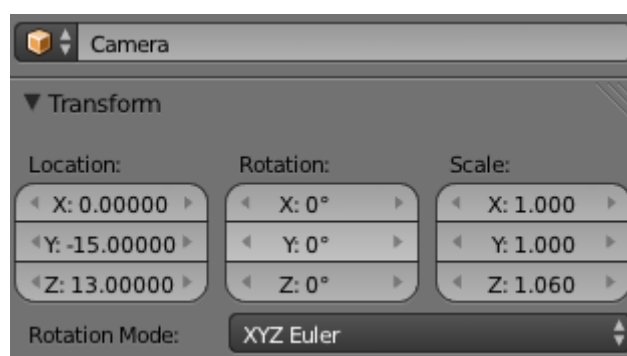 Camera
Transform
Location: Rotation: Scale:
X: 0.00000 X: 0° X: 1.000
Y: -15.00000 Y: 0° Y: 1.000
Z: 13.00000 Z: 0° Z: 1.060
Rotation Mode: XYZ Euler